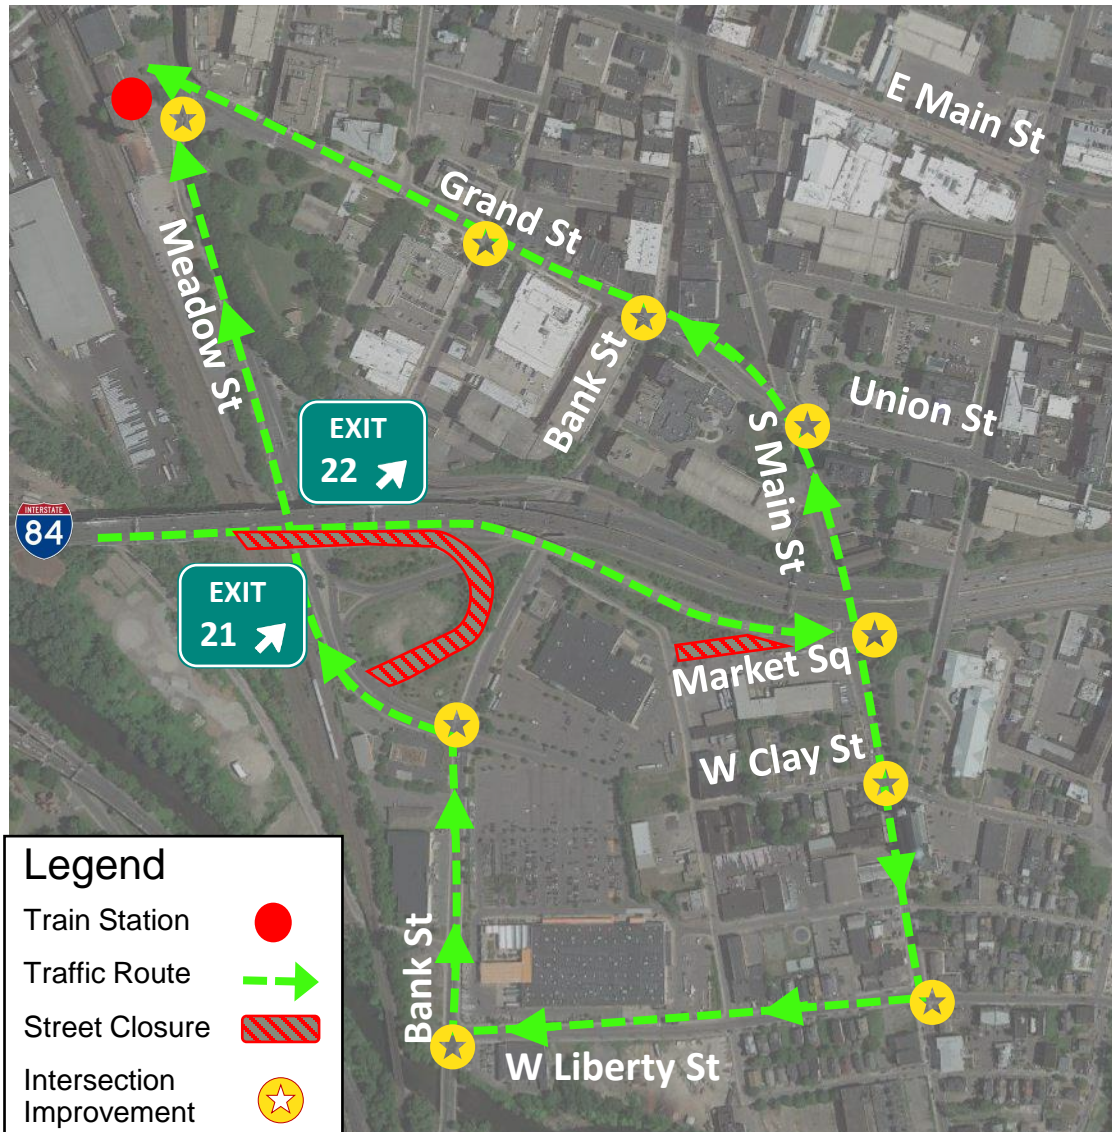 E Main St
Grand St
Meadow St
Bank St
Union St
S Main St
EXIT
22
INTERSTATE
84
EXIT
21
Market Sq
W Clay St
Bank St
W Liberty St
Legend
Train Station
Traffic Route
Street Closure
Intersection
Improvement